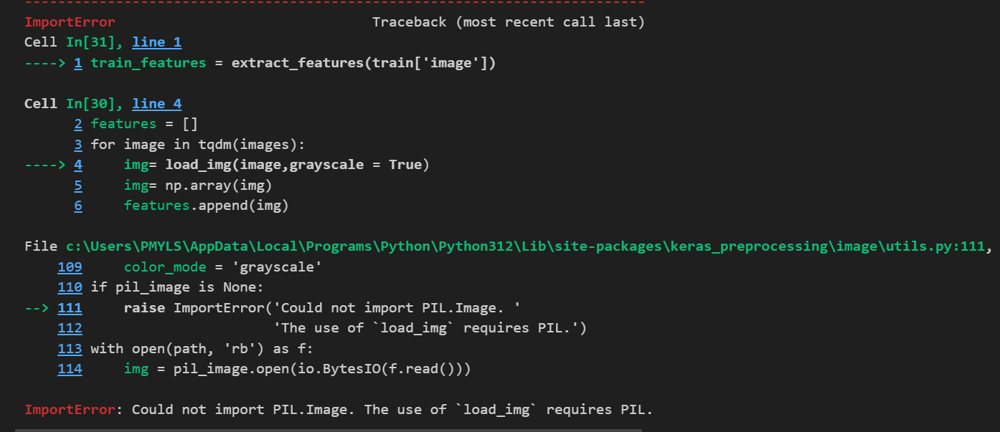 ---------------------------------------------------------------------------
ImportError                               Traceback (most recent call last)
Cell In[31], line 1
----> 1 train_features = extract_features(train['image'])
Cell In[30], line 4
      2 features = []
      3 for image in tqdm(images):
----> 4     img= load_img(image,grayscale = True)
      5     img= np.array(img)
      6     features.append(img)
File c:\Users\PMYLS\AppData\Local\Programs\Python\Python312\Lib\site-packages\keras_preprocessing\image\utils.py:111,
    109     color_mode = 'grayscale'
    110 if pil_image is None:
--> 111     raise ImportError('Could not import PIL.Image. '
    112                       'The use of `load_img` requires PIL.')
    113 with open(path, 'rb') as f:
    114     img = pil_image.open(io.BytesIO(f.read()))
ImportError: Could not import PIL.Image. The use of `load_img` requires PIL.